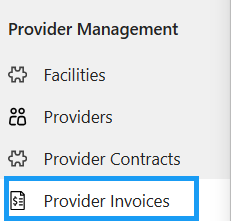 Provider Management
Facilities
Providers
Provider Contracts
Provider Invoices